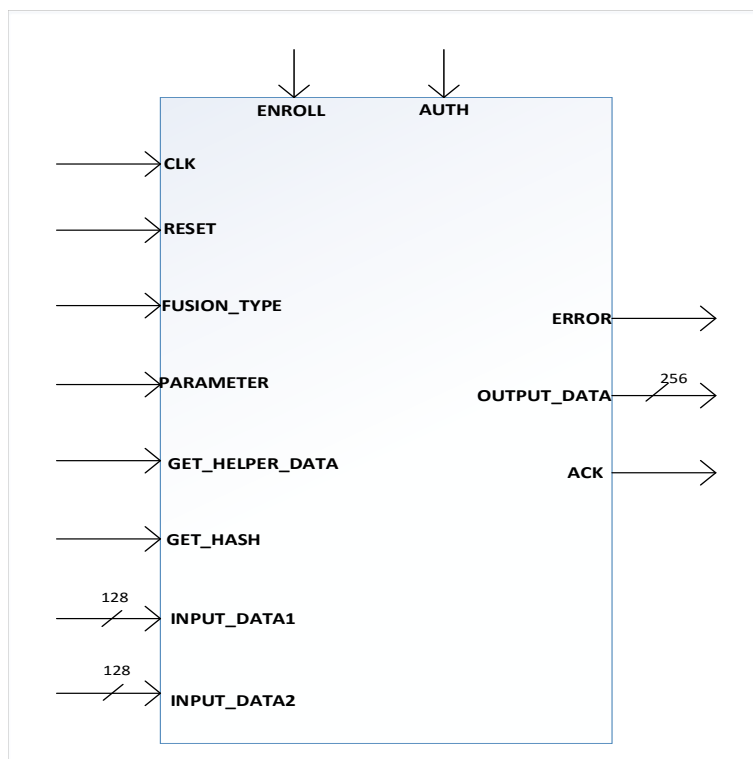 ENROLL AUTH
CLK
RESET
FUSION_TYPE
ERROR
PARAMETER
256
OUTPUT_DATA
GET_HELPER_DATA
ACK
GET_HASH
128
INPUT_DATA1
128
INPUT_DATA2